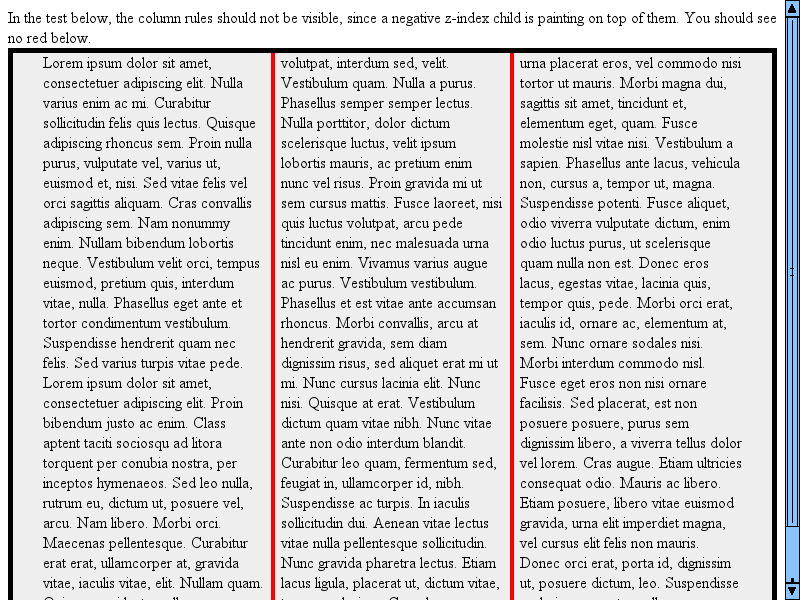 In the test below, the column rules should not be visible, since a negative z-index child is painting on top of them. You should see
no red below.
Lorem ipsum dolor sit amet,
consectetuer adipiscing elit. Nulla
varius enim ac mi. Curabitur
sollicitudin felis quis lectus. Quisque
adipiscing rhoncus sem. Proin nulla
purus, vulputate vel, varius ut,
euismod et, nisi. Sed vitae felis vel
orci sagittis aliquam. Cras convallis
adipiscing sem. Nam nonummy
enim. Nullam bibendum lobortis
neque. Vestibulum velit orci, tempus
euismod, pretium quis, interdum
vitae, nulla. Phasellus eget ante et
tortor condimentum vestibulum.
Suspendisse hendrerit quam nec
felis. Sed varius turpis vitae pede.
Lorem ipsum dolor sit amet,
consectetuer adipiscing elit. Proin
bibendum justo ac enim. Class
aptent taciti sociosqu ad litora
torquent per conubia nostra, per
inceptos hymenaeos. Sed leo nulla,
rutrum eu, dictum ut, posuere vel,
arcu. Nam libero. Morbi orci.
Maecenas pellentesque. Curabitur
erat erat, ullamcorper at, gravida
vitae, iaculis vitae, elit. Nullam quam.
volutpat, interdum sed, velit.
Vestibulum quam. Nulla a purus.
Phasellus semper semper lectus.
Nulla porttitor, dolor dictum
scelerisque luctus, velit ipsum
lobortis mauris, ac pretium enim
nunc vel risus. Proin gravida mi ut
sem cursus mattis. Fusce laoreet, nisi
quis luctus volutpat, arcu pede
tincidunt enim, nec malesuada urna
nisl eu enim. Vivamus varius augue
ac purus. Vestibulum vestibulum.
Phasellus et est vitae ante accumsan
rhoncus. Morbi convallis, arcu at
hendrerit gravida, sem diam
dignissim risus, sed aliquet erat mi ut
mi. Nunc cursus lacinia elit. Nunc
nisi. Quisque at erat. Vestibulum
dictum quam vitae nibh. Nunc vitae
ante non odio interdum blandit.
Curabitur leo quam, fermentum sed,
feugiat in, ullamcorper id, nibh.
Suspendisse ac turpis. In iaculis
sollicitudin dui. Aenean vitae lectus
vitae nulla pellentesque sollicitudin.
Nunc gravida pharetra lectus. Etiam
lacus ligula, placerat ut, dictum vitae,
urna placerat eros, vel commodo nisi
tortor ut mauris. Morbi magna dui,
sagittis sit amet, tincidunt et,
elementum eget, quam. Fusce
molestie nisl vitae nisi. Vestibulum a
sapien. Phasellus ante lacus, vehicula
non, cursus a, tempor ut, magna.
Suspendisse potenti. Fusce aliquet,
odio viverra vulputate dictum, enim
odio luctus purus, ut scelerisque
quam nulla non est. Donec eros
lacus, egestas vitae, lacinia quis,
tempor quis, pede. Morbi orci erat,
iaculis id, ornare ac, elementum at,
sem. Nunc ornare sodales nisi.
Morbi interdum commodo nisl.
Fusce eget eros non nisi ornare
facilisis. Sed placerat, est non
posuere posuere, purus sem
dignissim libero, a viverra tellus dolor
vel lorem. Cras augue. Etiam ultricies
consequat odio. Mauris ac libero.
Etiam posuere, libero vitae euismod
gravida, urna elit imperdiet magna,
vel cursus elit felis non mauris.
Donec orci erat, porta id, dignissim
ut, posuere dictum, leo. Suspendisse